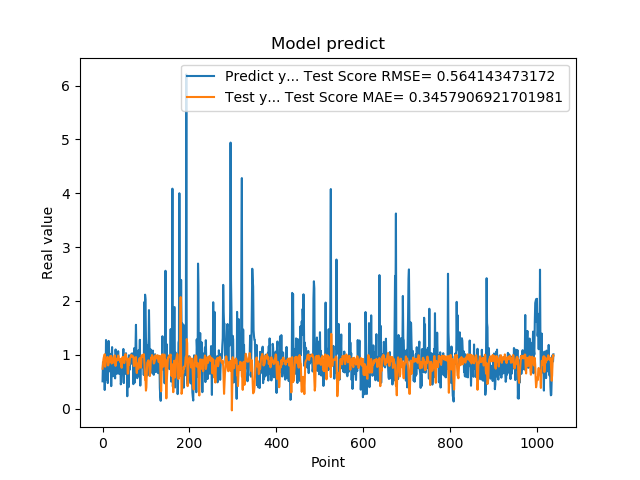 Model predict
Predict y... Test Score RMSE= 0.564143473172
Test y... Test Score MAE= 0.3457906921701981
Real value
6
5
4
3
2
1
0
0 200 400 600 800 1000
Point